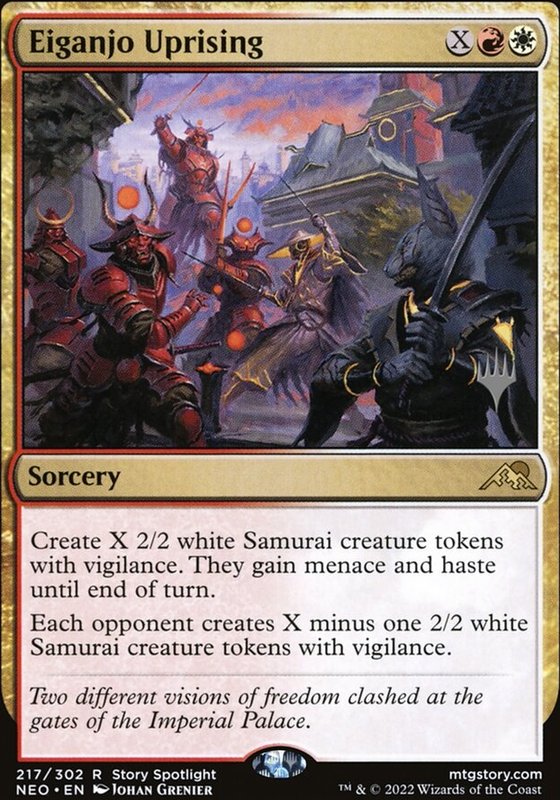 Eiganjo Uprising X
Sorcery
Create X 2/2 white Samurai creature tokens
with vigilance. They gain menace and haste
until end of turn.
Each opponent creates X minus one 2/2 white
Samurai creature tokens with vigilance.
Two different visions of freedom clashed at the
gates of the Imperial Palace.
217/302 R Story Spotlight mtgstory.com
NEO • EN Johan Grenier ™ & © 2022 Wizards of the Coast